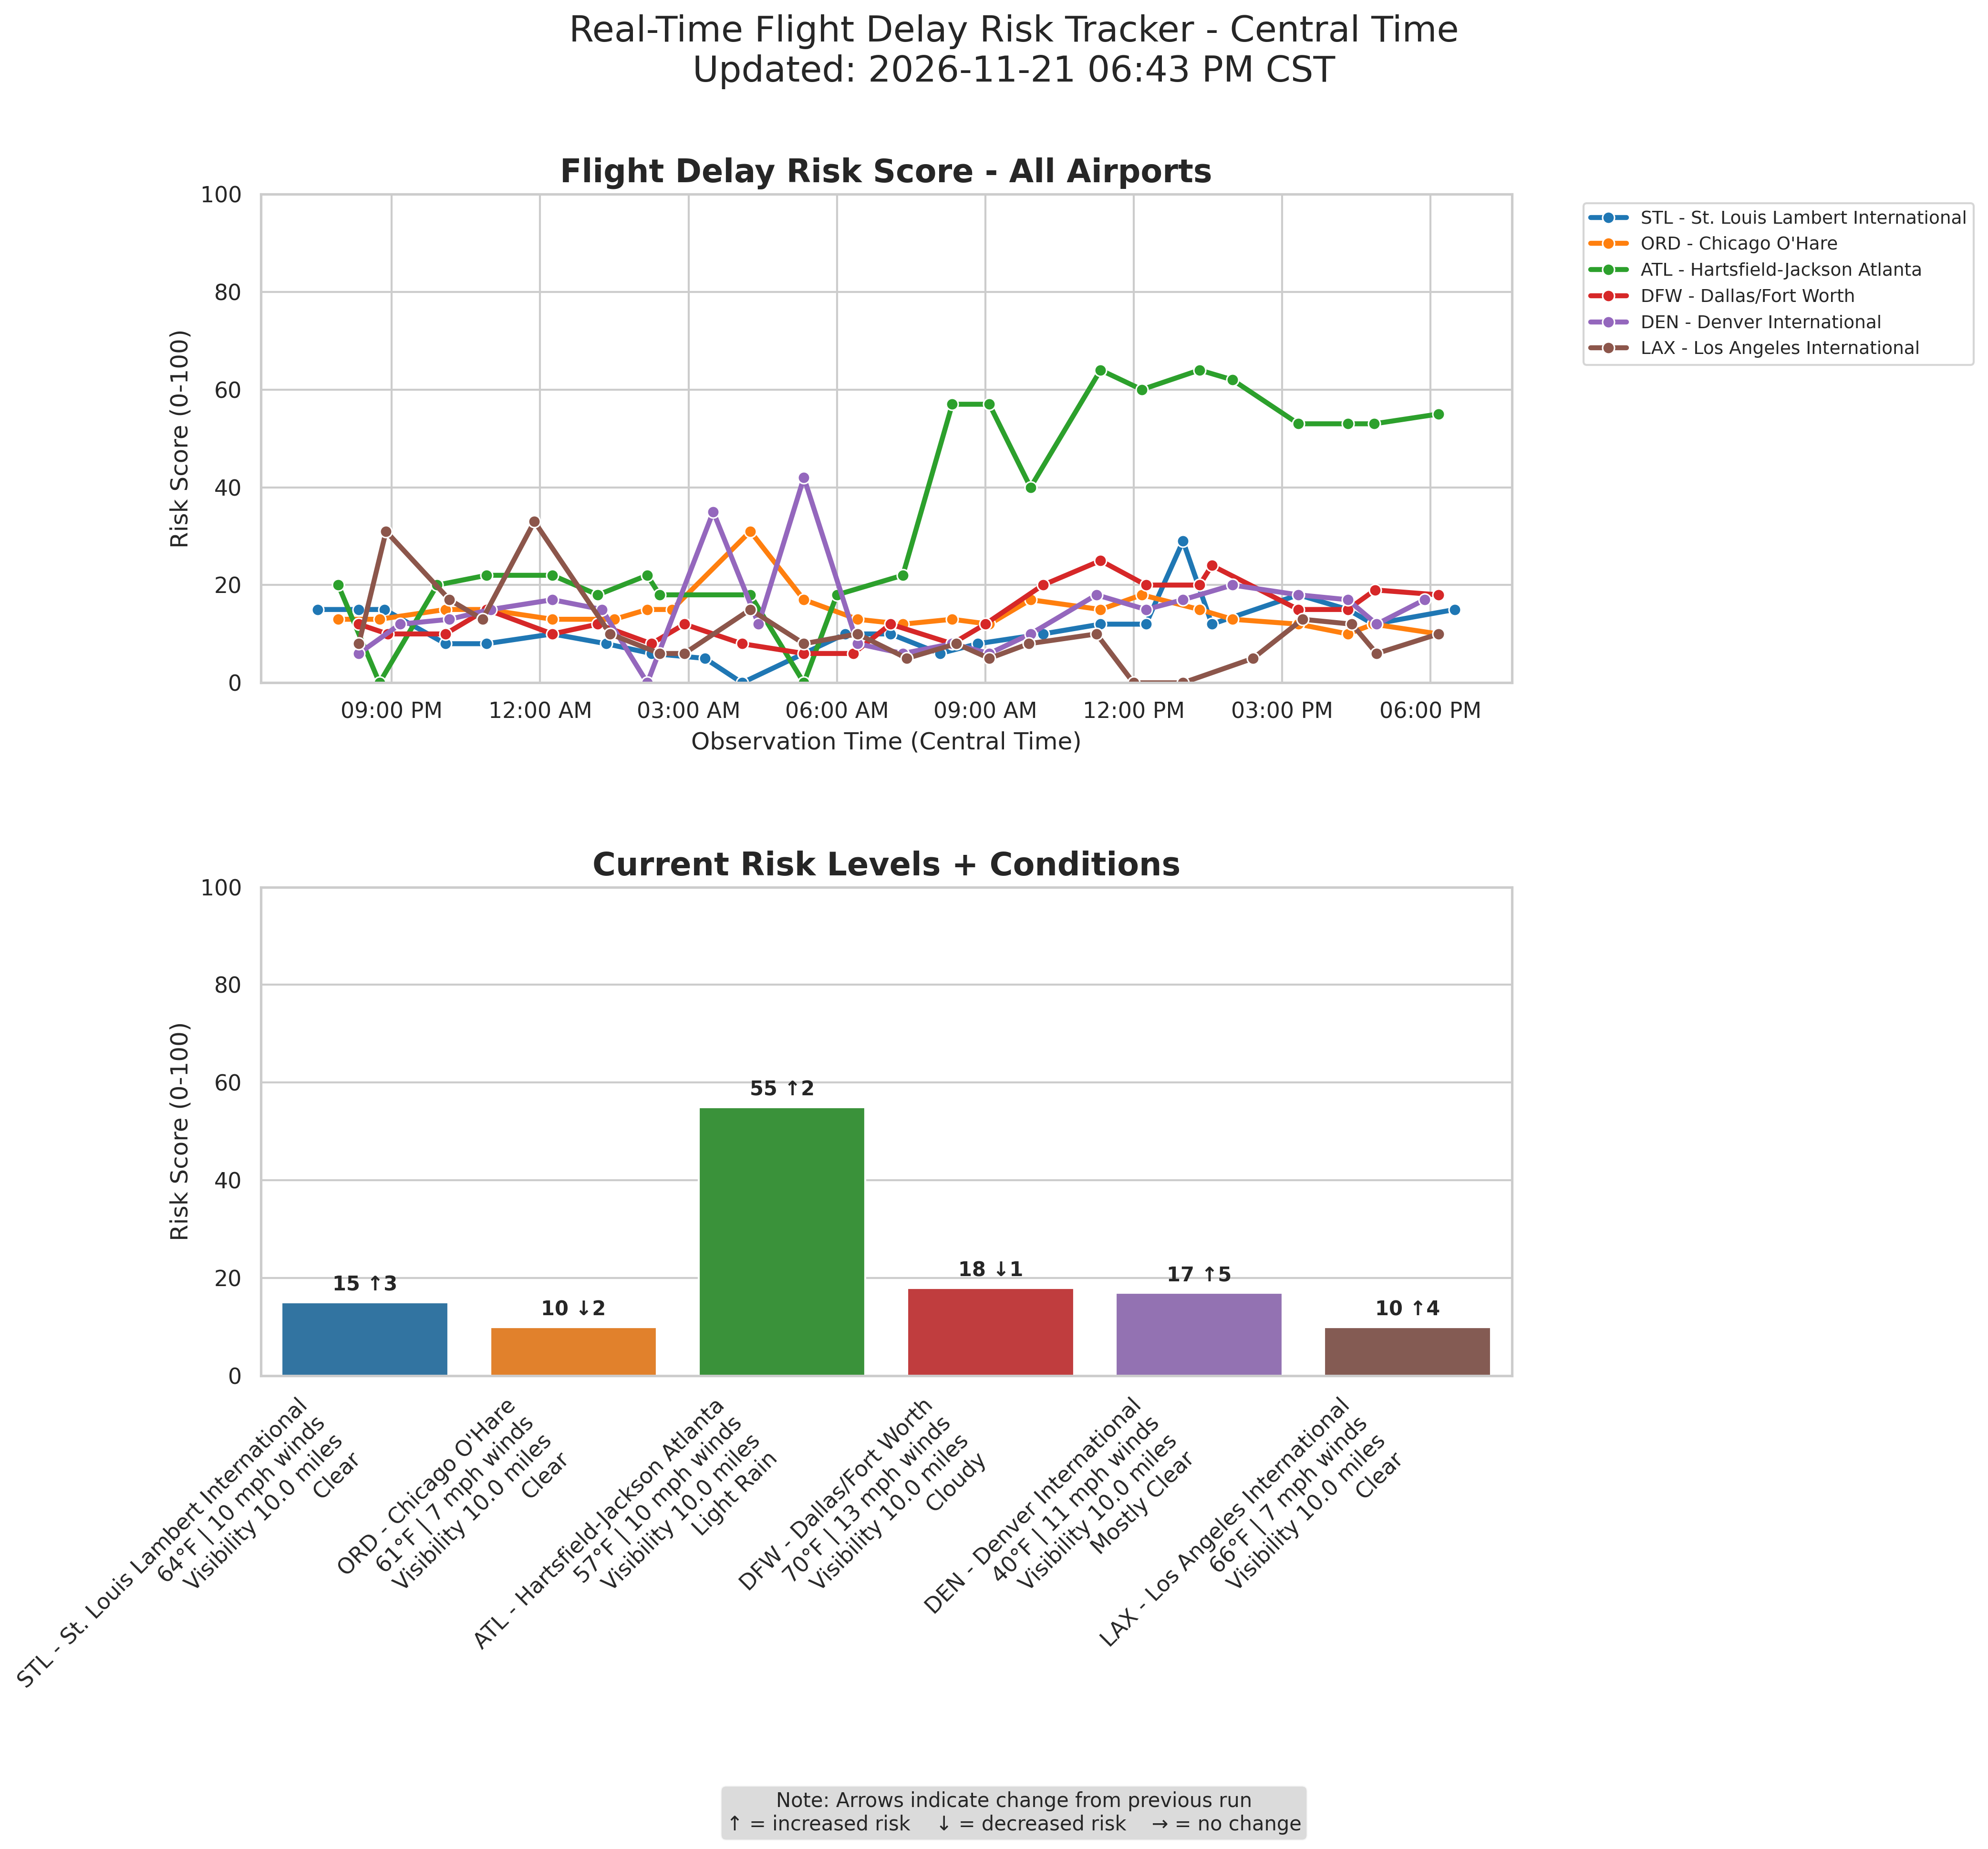 Real-Time Flight Delay Risk Tracker - Central Time
Updated: 2026-11-21 06:43 PM CST
Flight Delay Risk Score - All Airports
100
80
60
40
20
0
Risk Score (0-100)
09:00 PM
12:00 AM
03:00 AM
06:00 AM
09:00 AM
12:00 PM
03:00 PM
06:00 PM
Observation Time (Central Time)
STL - St. Louis Lambert International
ORD - Chicago O'Hare
ATL - Hartsfield-Jackson Atlanta
DFW - Dallas/Fort Worth
DEN - Denver International
LAX - Los Angeles International
Current Risk Levels + Conditions
100
80
60
40
20
0
Risk Score (0-100)
15 ↑3
10 ↓2
55 ↑2
18 ↓1
17 ↑5
10 ↑4
STL - St. Louis Lambert International
64°F | 10 mph winds
Visibility 10.0 miles
Clear
ORD - Chicago O'Hare
61°F | 7 mph winds
Visibility 10.0 miles
Clear
ATL - Hartsfield-Jackson Atlanta
57°F | 10 mph winds
Visibility 10.0 miles
Light Rain
DFW - Dallas/Fort Worth
70°F | 13 mph winds
Visibility 10.0 miles
Cloudy
DEN - Denver International
40°F | 11 mph winds
Visibility 10.0 miles
Mostly Clear
LAX - Los Angeles International
66°F | 7 mph winds
Visibility 10.0 miles
Clear
Note: Arrows indicate change from previous run
↑ = increased risk ↓ = decreased risk → = no change